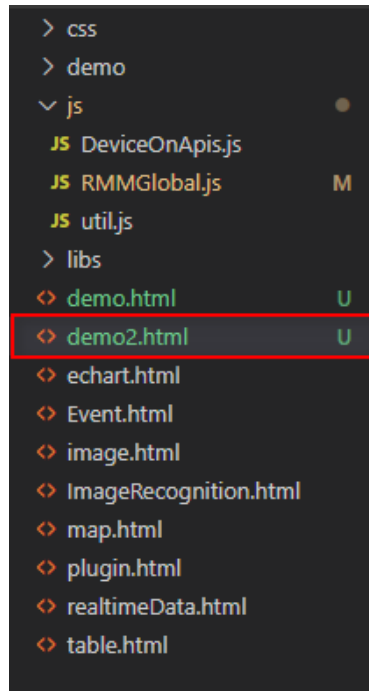 css
demo
js
JS DeviceOnApis.js
JS RMMGlobal.js M
JS util.js
libs
demo.html U
demo2.html U
echart.html
Event.html
image.html
ImageRecognition.html
map.html
plugin.html
realtimeData.html
table.html